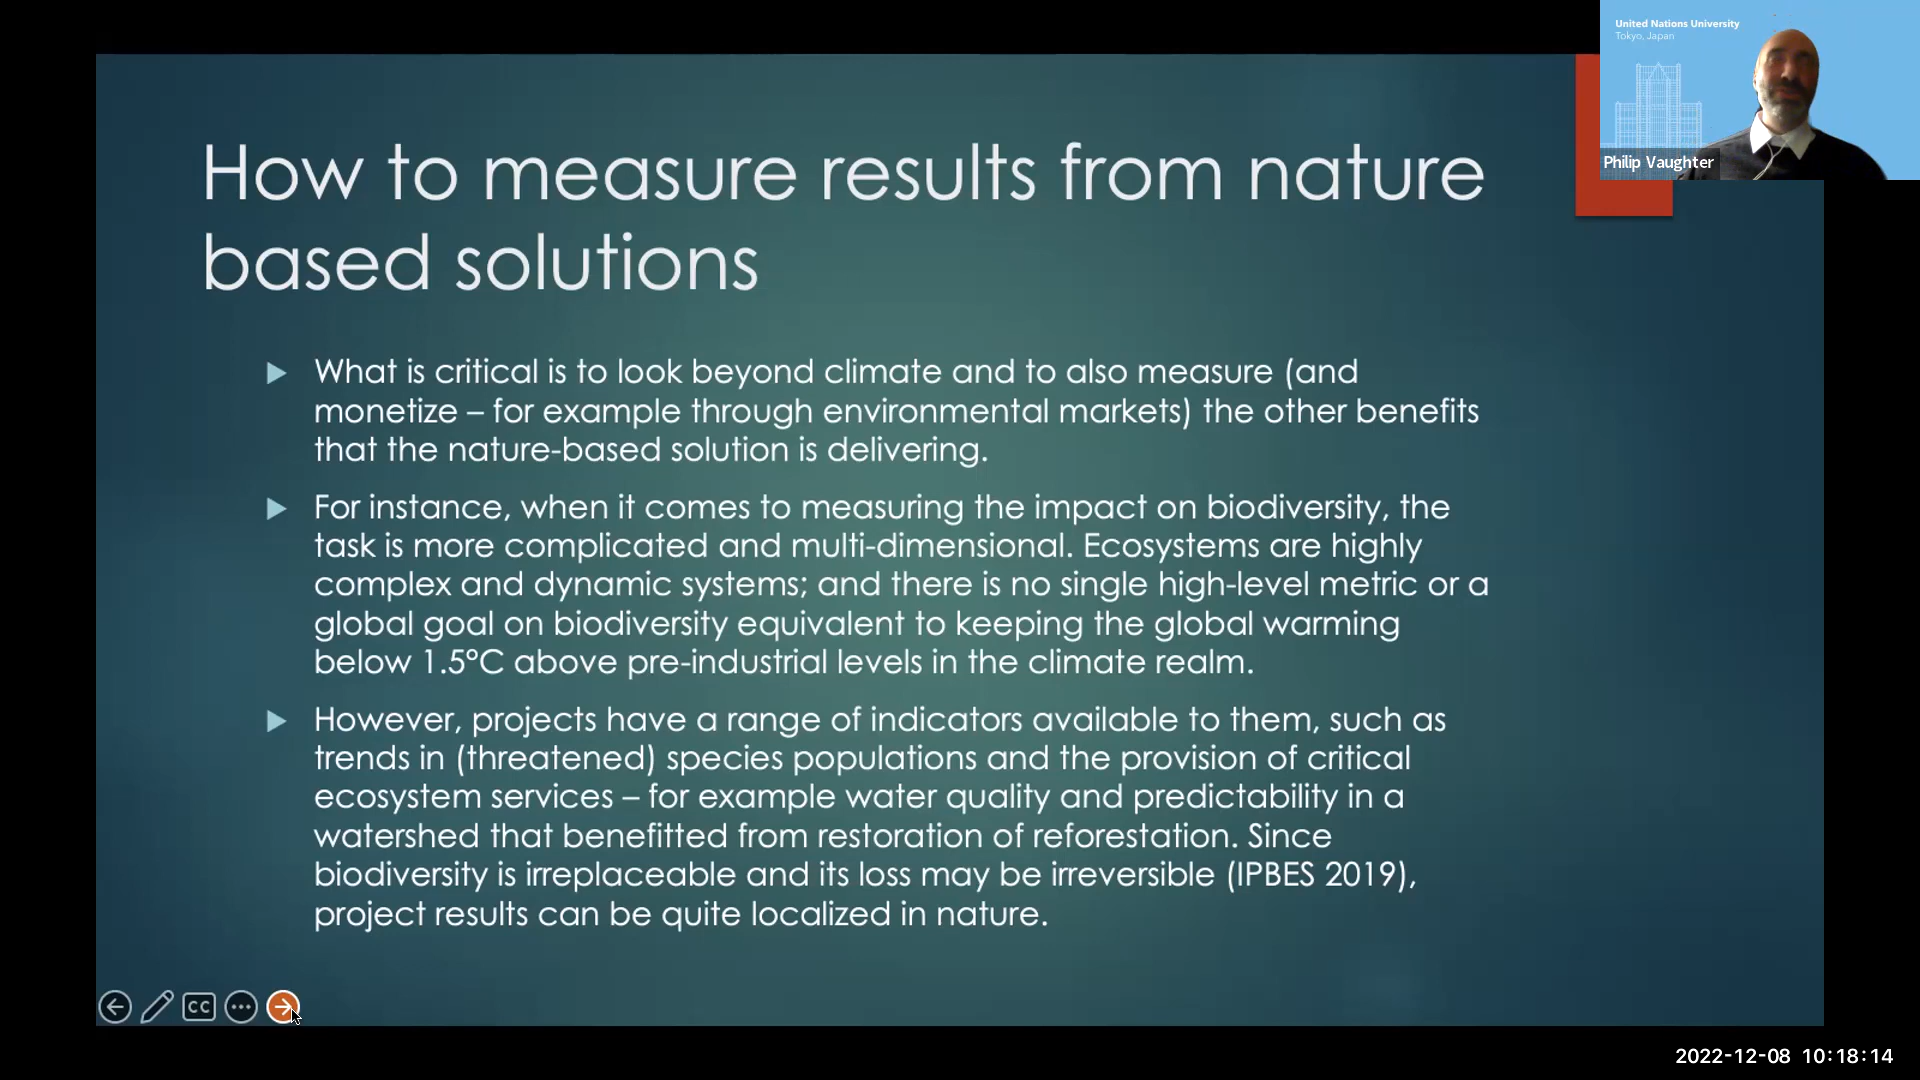 United Nations University
Tokyo, Japan
Philip Vaughter
How to measure results from nature
based solutions
What is critical is to look beyond climate and to also measure (and
monetize – for example through environmental markets) the other benefits
that the nature-based solution is delivering.
For instance, when it comes to measuring the impact on biodiversity, the
task is more complicated and multi-dimensional. Ecosystems are highly
complex and dynamic systems; and there is no single high-level metric or a
global goal on biodiversity equivalent to keeping the global warming
below 1.5°C above pre-industrial levels in the climate realm.
However, projects have a range of indicators available to them, such as
trends in (threatened) species populations and the provision of critical
ecosystem services – for example water quality and predictability in a
watershed that benefitted from restoration of reforestation. Since
biodiversity is irreplaceable and its loss may be irreversible (IPBES 2019),
project results can be quite localized in nature.
CC
2022-12-08 10:18:14